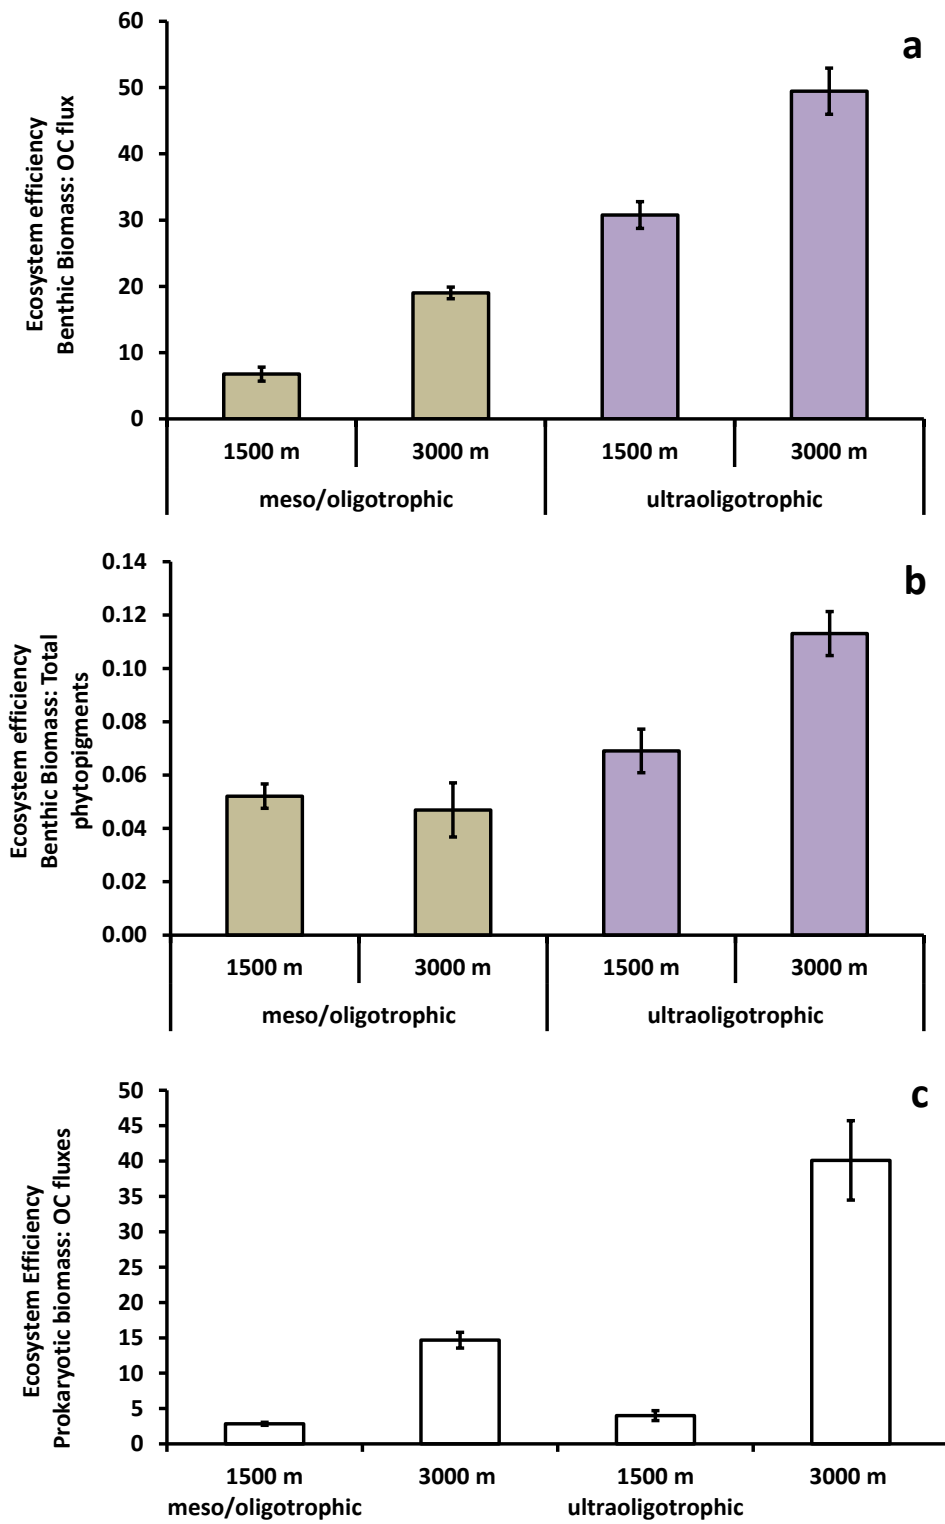 a
Ecosystem efficiency
Benthic Biomass: OC flux
60
50
40
30
20
10
0
1500 m 3000 m 1500 m 3000 m
meso/oligotrophic ultraoligotrophic
b
Ecosystem efficiency
Benthic Biomass: Total
phytopigments
0.14
0.12
0.10
0.08
0.06
0.04
0.02
0.00
1500 m 3000 m 1500 m 3000 m
meso/oligotrophic ultraoligotrophic
c
Ecosystem Efficiency
Prokaryotic biomass: OC fluxes
50
45
40
35
30
25
20
15
10
5
0
1500 m 3000 m 1500 m 3000 m
meso/oligotrophic ultraoligotrophic